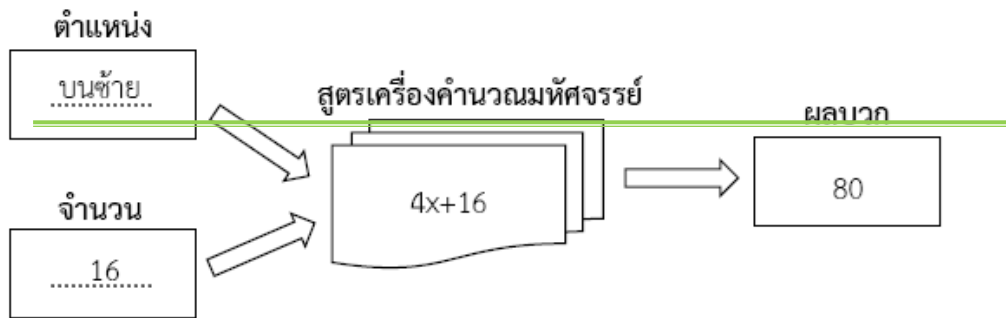 ตำแหน่ง
บนซ้าย
สูตรเครื่องคำนวณมหัศจรรย์
ผลบวก
4x+16
80
จำนวน
16